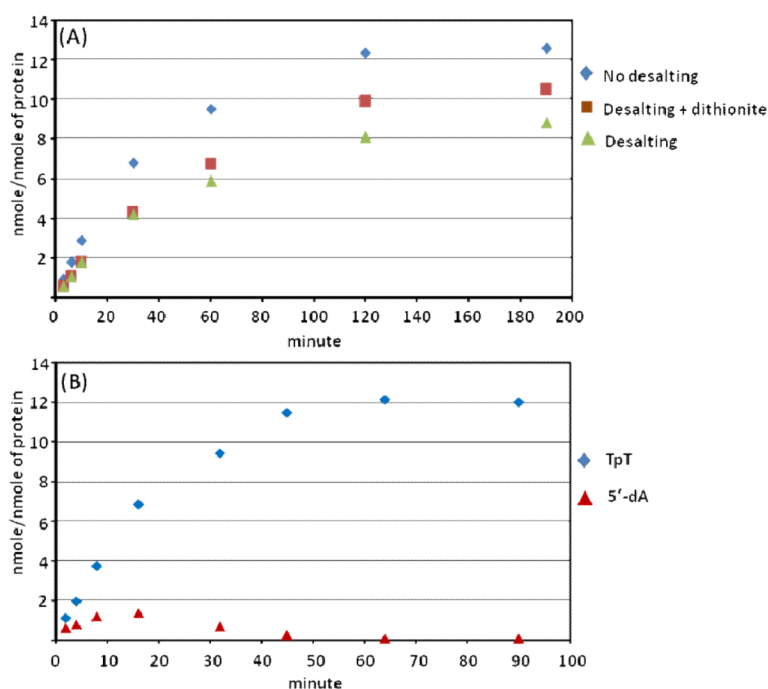 14
(A)
12
10
8
6
4
2
0 20 40 60 80 100 120 140 160 180 200
minute
nmole/nmole of protein
No desalting
Desalting + dithionite
Desalting
14
(B)
12
10
8
6
4
2
0 10 20 30 40 50 60 70 80 90 100
minute
nmole/nmole of protein
TpT
5'-dA